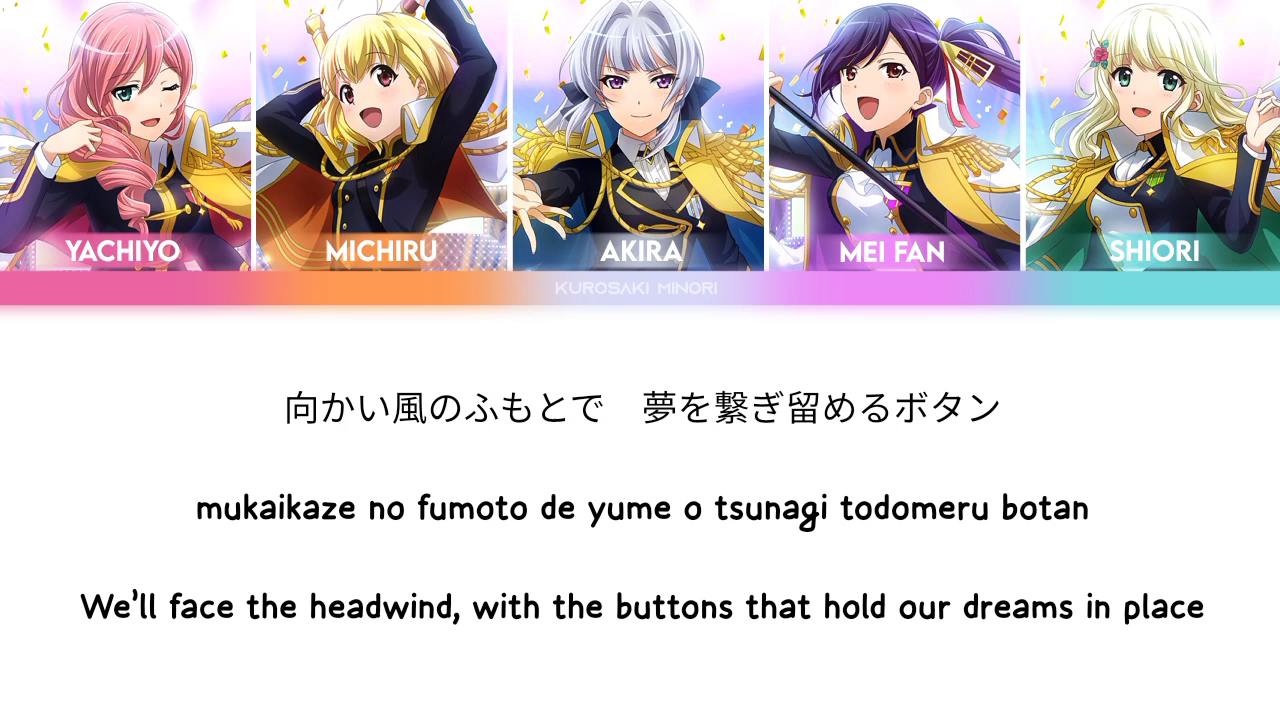 YACHIYO
MICHIRU
AKIRA
MEI FAN
SHIORI
KUROSAKI MINORI
向かい風のふもとで　夢を繋ぎ留めるボタン
mukaikaze no fumoto de yume o tsunagi todomeru botan
We'll face the headwind, with the buttons that hold our dreams in place